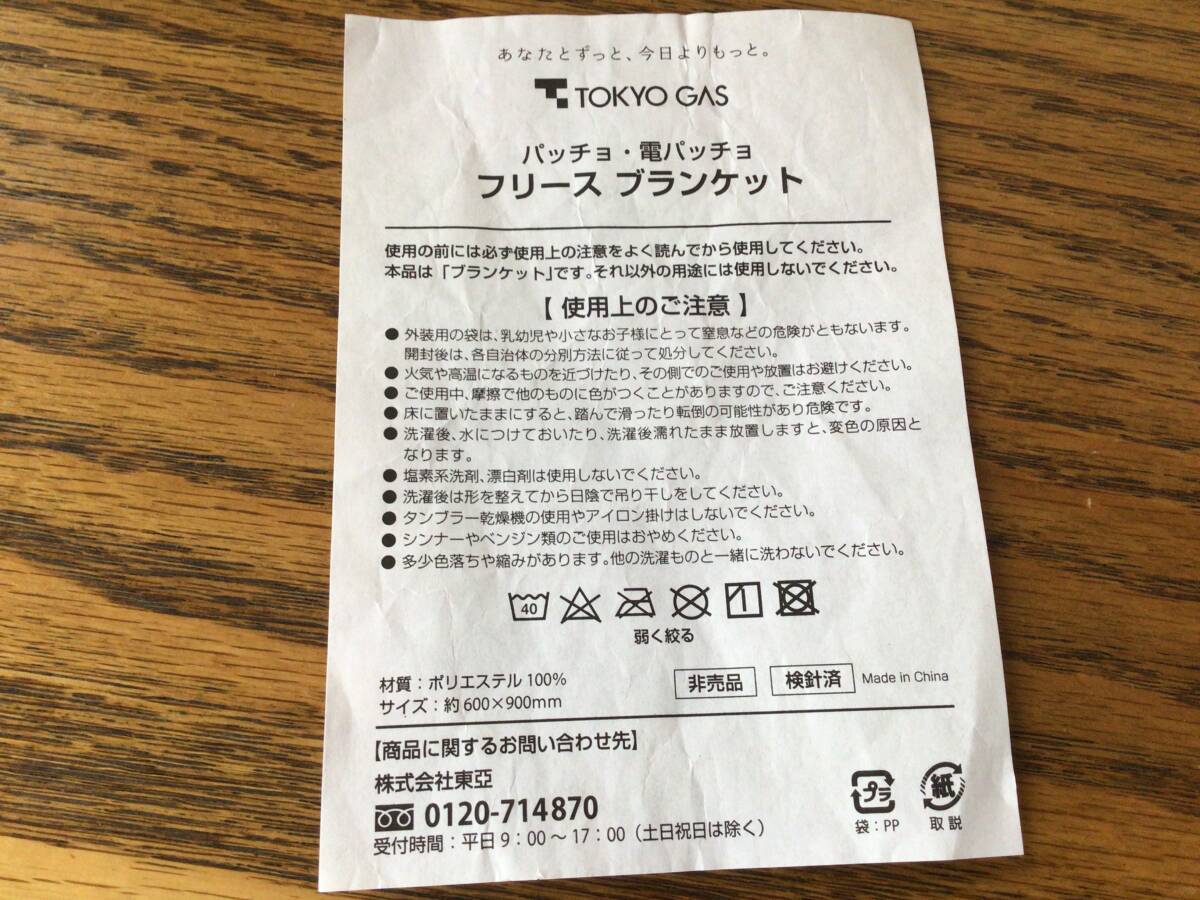 あなたとずっと、今日よりもっと。
TOKYO GAS
パッチョ・電パッチョ
フリース ブランケット
使用の前には必ず使用上の注意をよく読んでから使用してください。
本品は「ブランケット」です。それ以外の用途には使用しないでください。
【 使用上のご注意 】
● 外装用の袋は、乳幼児や小さなお子様にとって窒息などの危険がともないます。
開封後は、各自治体の分別方法に従って処分してください。
● 火気や高温になるものを近づけたり、その側でのご使用や放置はお避けください。
● ご使用中、摩擦で他のものに色がつくことがありますので、ご注意ください。
● 床に置いたままにすると、踏んで滑ったり転倒の可能性があり危険です。
● 洗濯後、水につけておいたり、洗濯後濡れたまま放置しますと、変色の原因と
なります。
● 塩素系洗剤、漂白剤は使用しないでください。
● 洗濯後は形を整えてから日陰で吊り干しをしてください。
● タンブラー乾燥機の使用やアイロン掛けはしないでください。
● シンナーやベンジン類のご使用はおやめください。
● 多少色落ちや縮みがあります。他の洗濯ものと一緒に洗わないでください。
40
弱く絞る
材質：ポリエステル 100%
サイズ：約 600×900mm
非売品 検針済 Made in China
【商品に関するお問い合わせ先】
株式会社東亞
0120-714870
受付時間：平日 9：00 〜 17：00（土日祝日は除く）
プラ 紙
袋：PP 取説